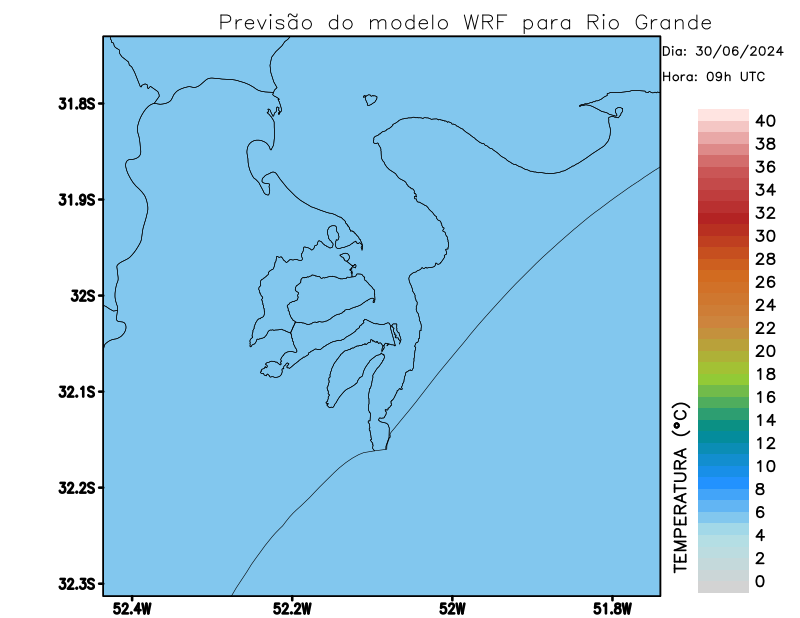 Previsão do modelo WRF para Rio Grande
Dia: 30/06/2024
Hora: 09h UTC
31.8S
31.9S
32S
32.1S
32.2S
32.3S
52.4W
52.2W
52W
51.8W
TEMPERATURA (°C)
40
38
36
34
32
30
28
26
24
22
20
18
16
14
12
10
8
6
4
2
0